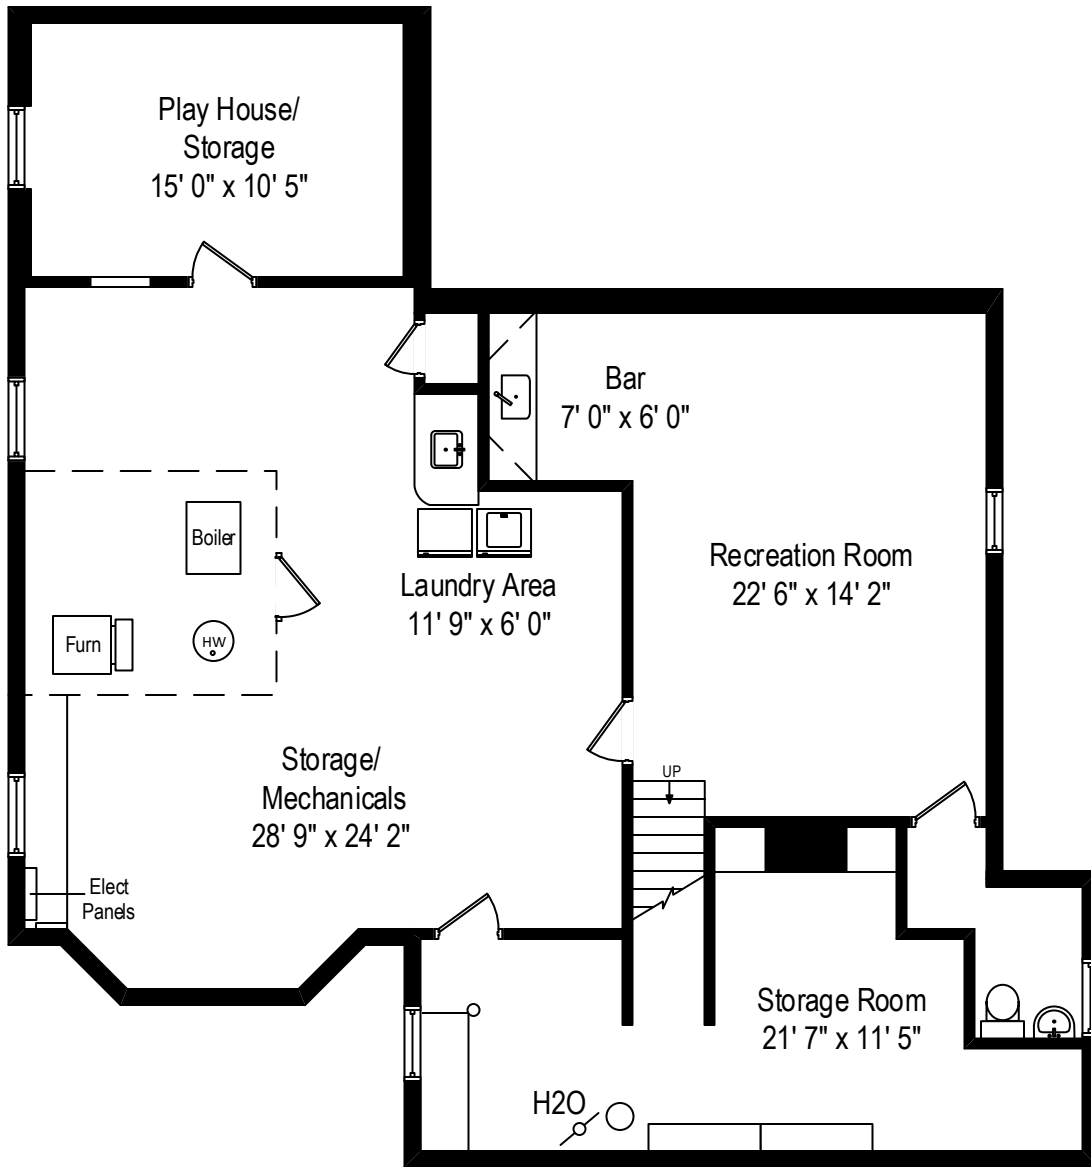 Play House/
Storage
15' 0" x 10' 5"
Bar
7' 0" x 6' 0"
Boiler
Recreation Room
22' 6" x 14' 2"
Laundry Area
11' 9" x 6' 0"
Furn
HW
Storage/
Mechanicals
28' 9" x 24' 2"
UP
Elect
Panels
Storage Room
21' 7" x 11' 5"
H2O